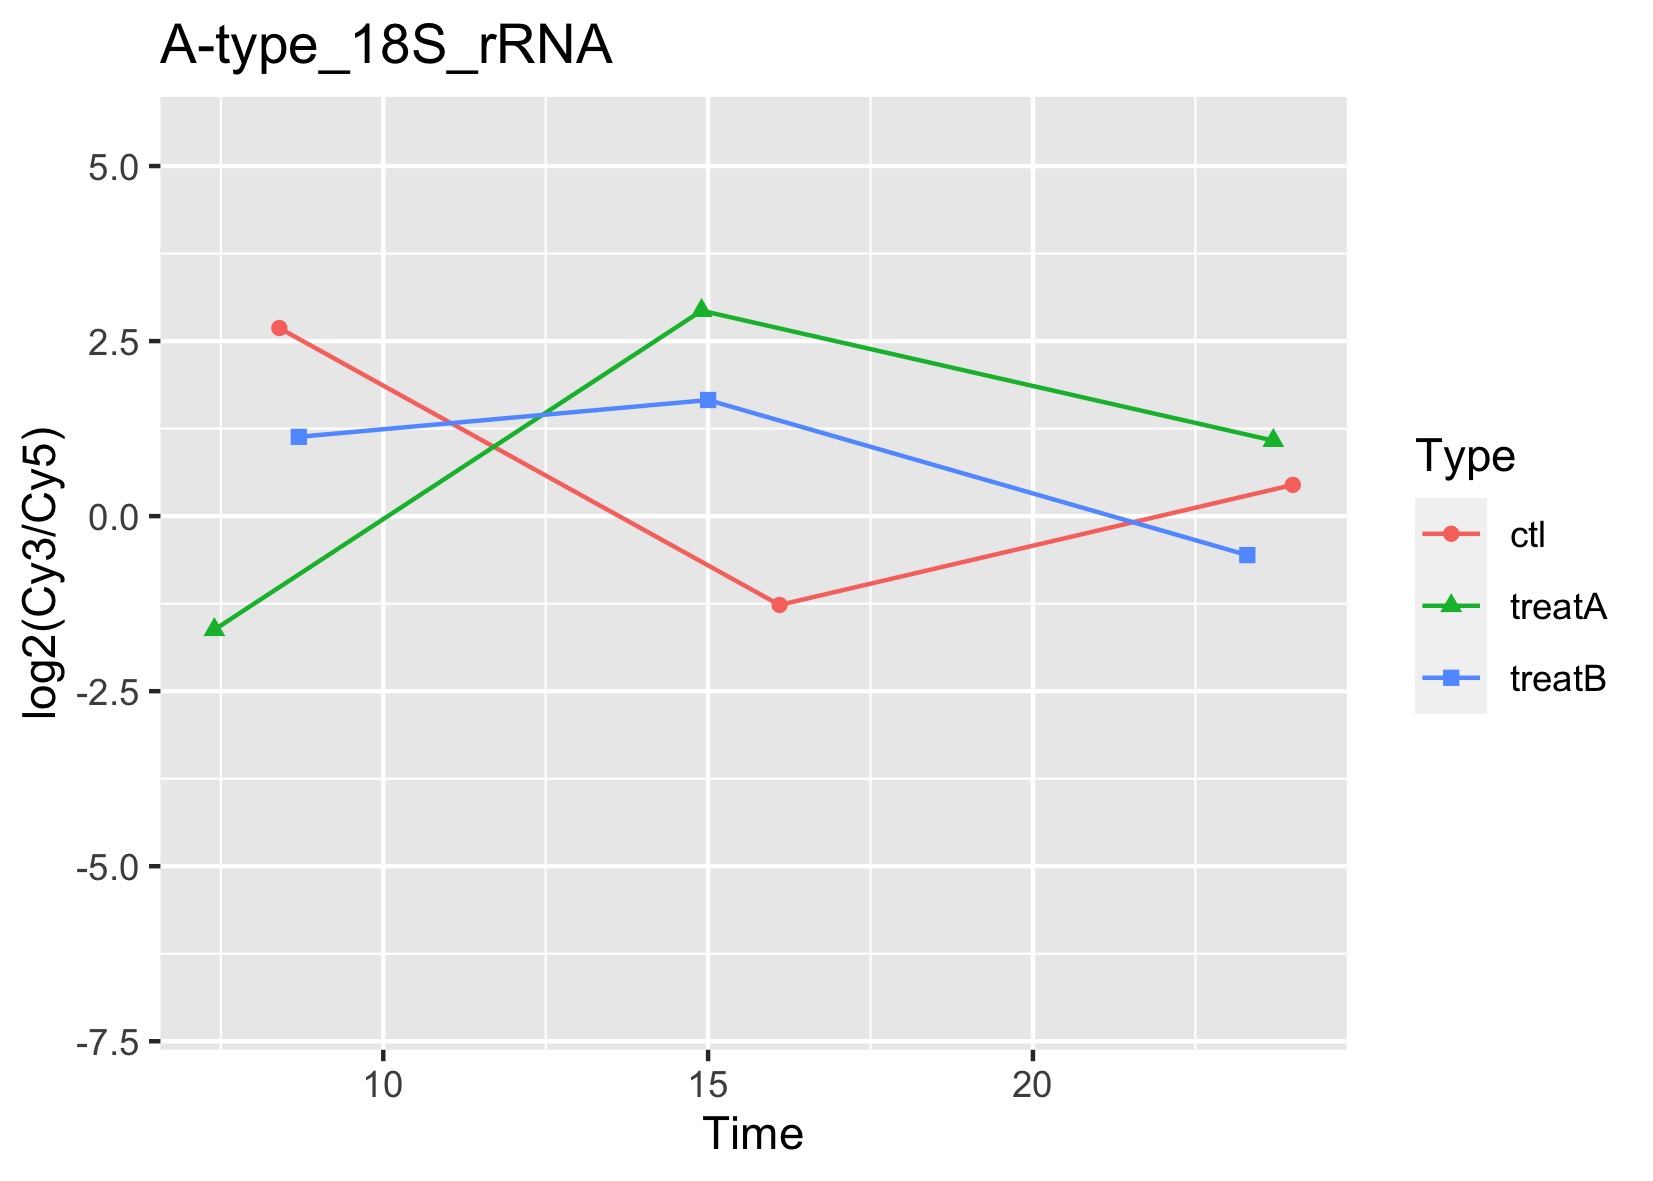 A-type_18S_rRNA
5.0
2.5
0.0
-2.5
-5.0
-7.5
log2(Cy3/Cy5)
10 15 20
Time
Type
ctl
treatA
treatB